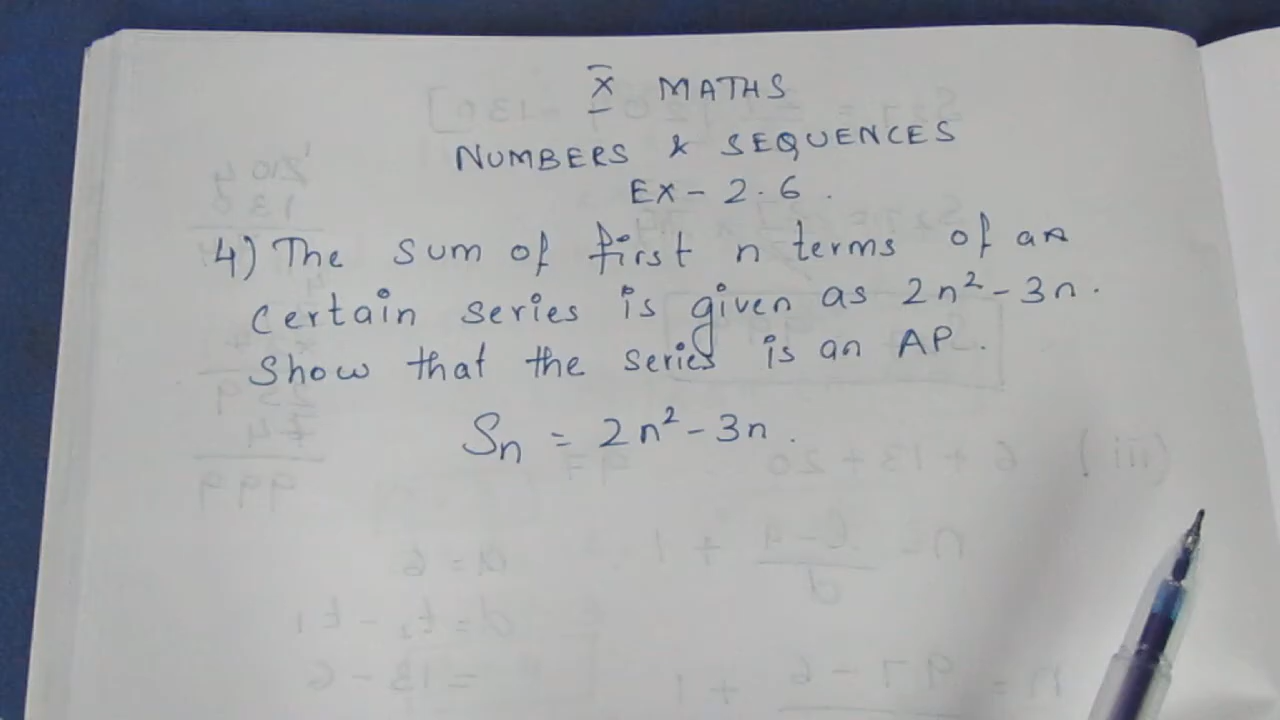 X MATHS
NUMBERS & SEQUENCES
EX - 2.6.
4) The sum of first n terms of an
certain series is given as 2n² - 3n.
Show that the series is an AP.
Sn = 2n² - 3n.